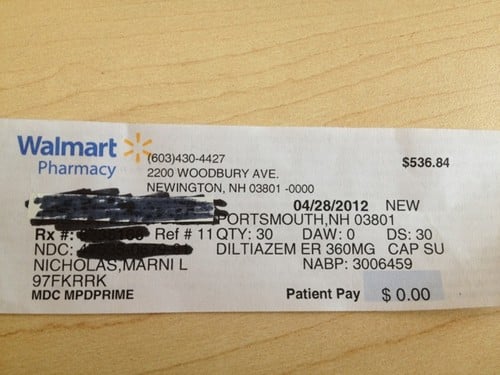 Walmart
Pharmacy
(603)430-4427
2200 WOODBURY AVE.
NEWINGTON, NH 03801 -0000
$536.84
04/28/2012 NEW
PORTSMOUTH,NH 03801
Rx #: Ref # 11 QTY: 30 DAW: 0 DS: 30
NDC: DILTIAZEM ER 360MG CAP SU
NICHOLAS,MARNI L NABP: 3006459
97FKRRK
MDC MPDPRIME Patient Pay $ 0.00